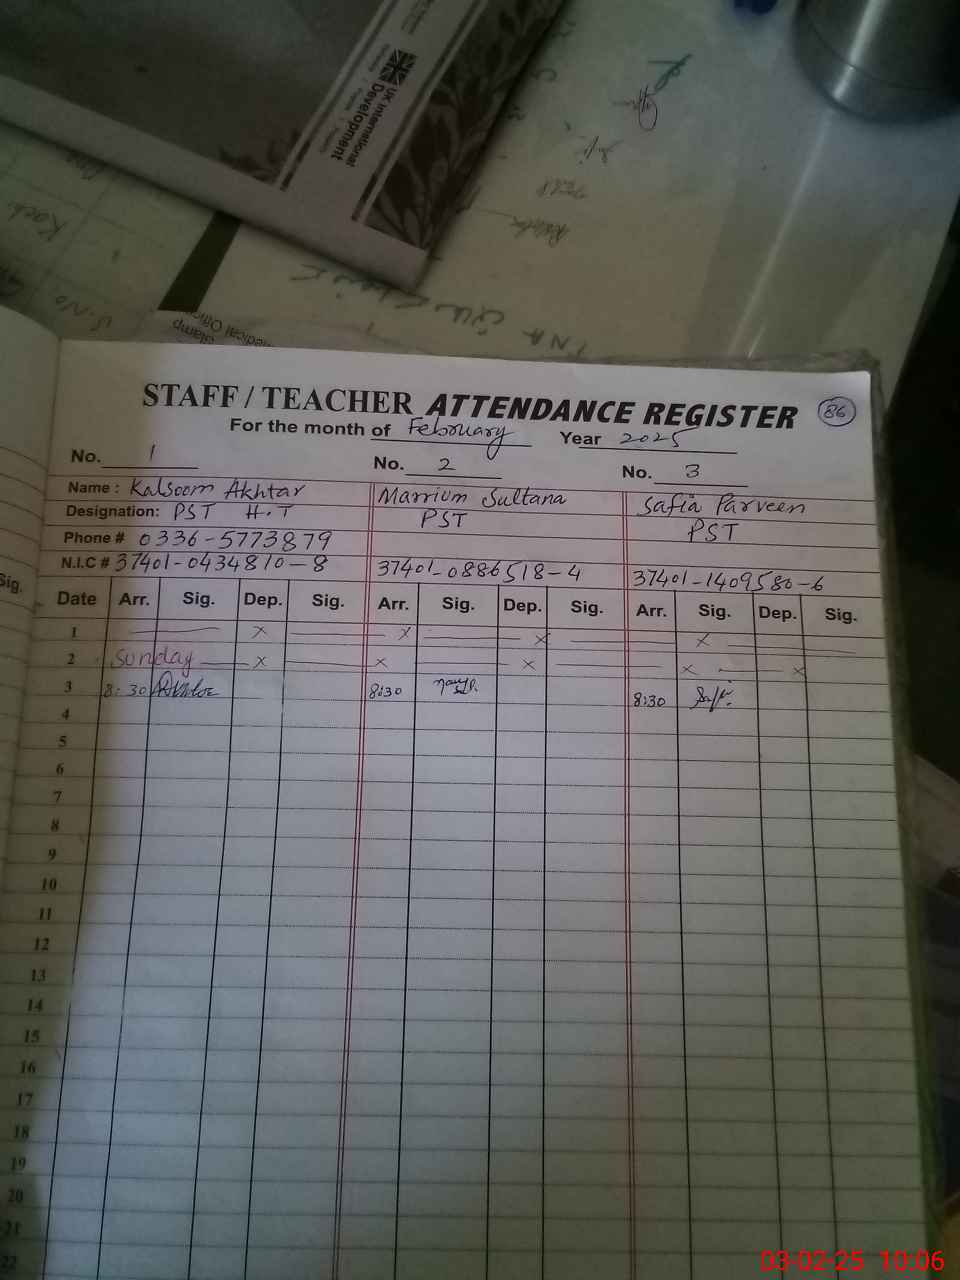 UK International
Development
Stamp
STAFF / TEACHER ATTENDANCE REGISTER 86
For the month of February Year 2025
No. 1 No. 2 No. 3
Name : Kalsoom Akhtar Marrium Sultana Safia Parveen
Designation: PST H.T PST PST
Phone # 0336-5773879
N.I.C # 37401-0434810-8 37401-0886518-4 37401-1409580-6
Sig.
Date Arr. Sig. Dep. Sig. Arr. Sig. Dep. Sig. Arr. Sig. Dep. Sig.
1 — x — x — x — x —
2 Sunday — x — x — x — x — x
3 8:30 8:30 8:30 Safi
4
5
6
7
8
9
10
11
12
13
14
15
16
17
18
19
20
21
22
03-02-25 10:06